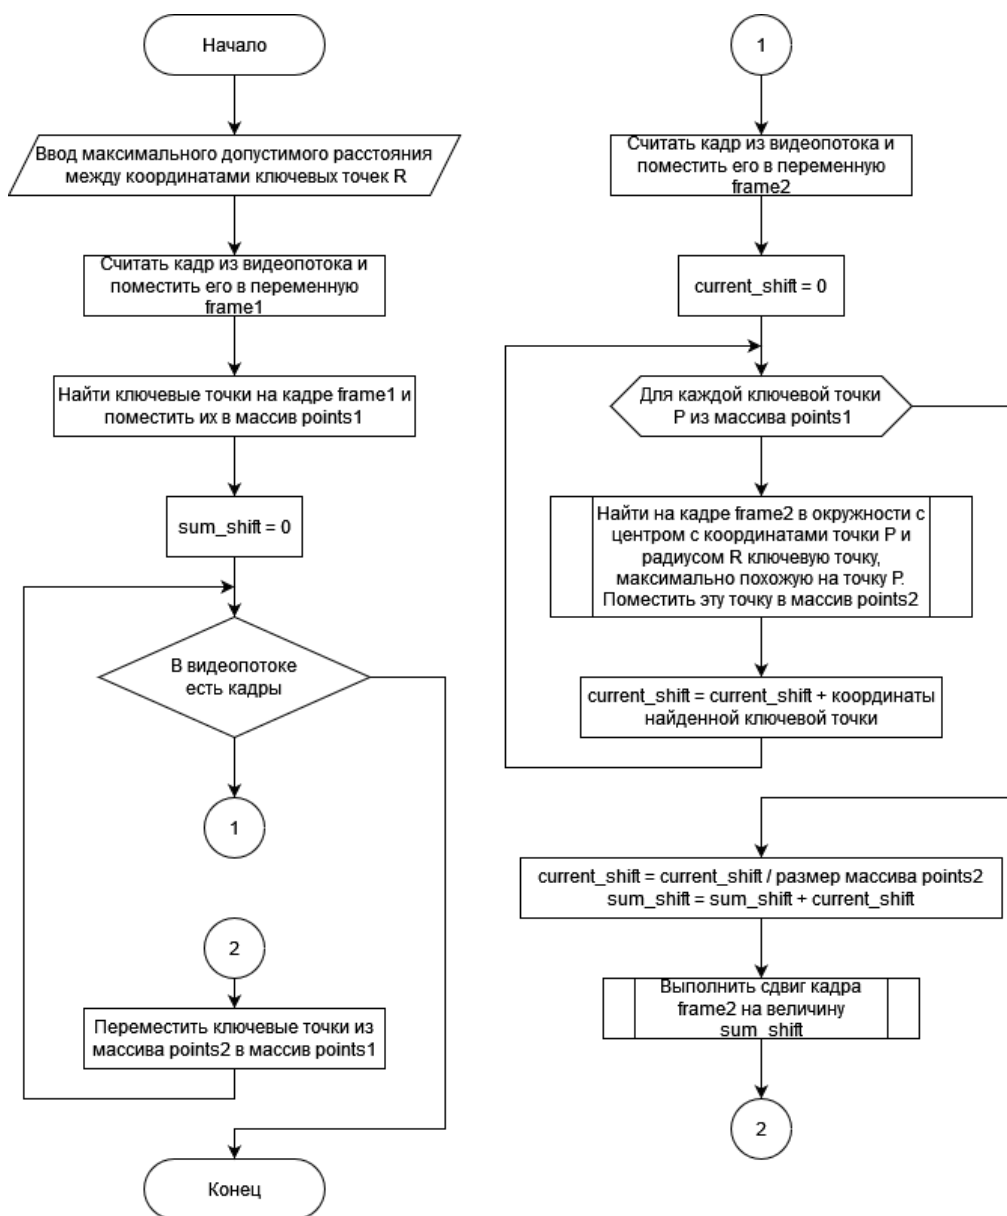 Начало
Ввод максимального допустимого расстояния
между координатами ключевых точек R
Считать кадр из видеопотока и
поместить его в переменную
frame1
Найти ключевые точки на кадре frame1 и
поместить их в массив points1
sum_shift = 0
В видеопотоке
есть кадры
1
2
Переместить ключевые точки из
массива points2 в массив points1
Конец
1
Считать кадр из видеопотока и
поместить его в переменную
frame2
current_shift = 0
Для каждой ключевой точки
P из массива points1
Найти на кадре frame2 в окружности с
центром с координатами точки P и
радиусом R ключевую точку,
максимально похожую на точку P.
Поместить эту точку в массив points2
current_shift = current_shift + координаты
найденной ключевой точки
current_shift = current_shift / размер массива points2
sum_shift = sum_shift + current_shift
Выполнить сдвиг кадра
frame2 на величину
sum_shift
2